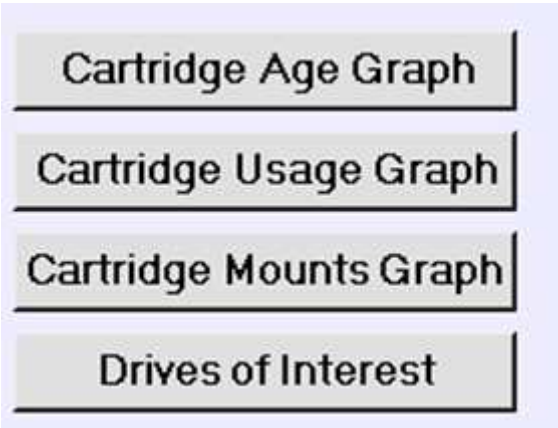 Cartridge Age Graph
Cartridge Usage Graph
Cartridge Mounts Graph
Drives of Interest